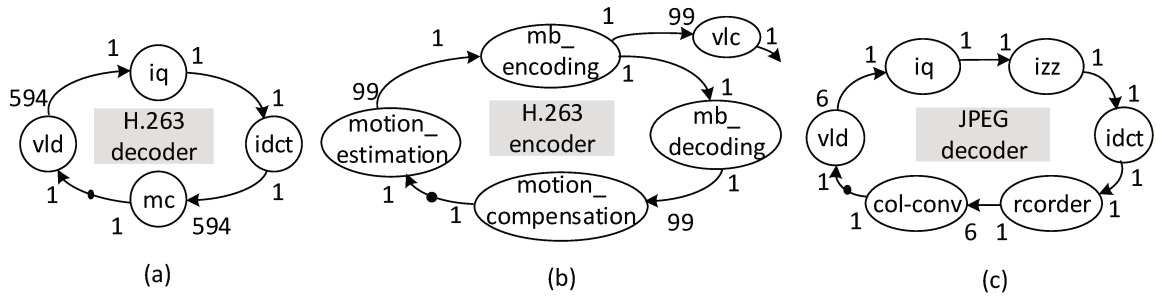 594
1
iq
1
1
idct
1
594
mc
1
1
vld
H.263
decoder
(a)
99
1
mb_
encoding
1
99
vlc
1
1
1
mb_
decoding
1
99
motion_
compensation
1
1
motion_
estimation
H.263
encoder
(b)
6
1
iq
1
1
izz
1
1
idct
1
1
rcorder
1
6
col-conv
1
1
vld
JPEG
decoder
(c)